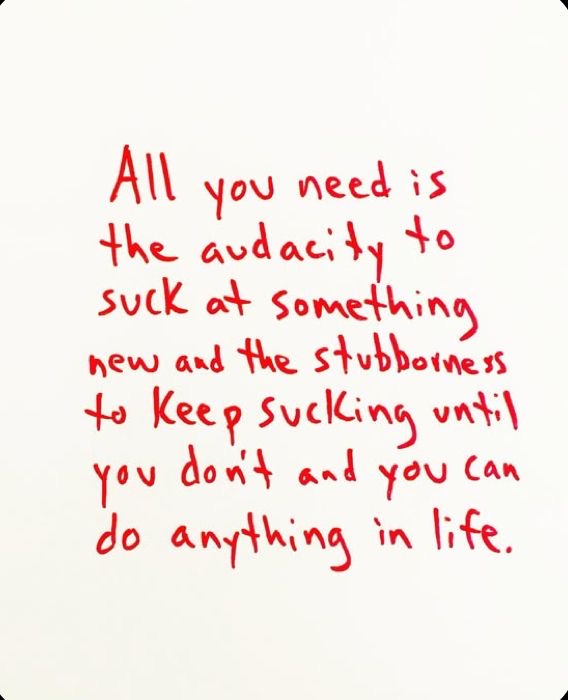 All you need is
the audacity to
suck at something
new and the stubborness
to keep sucking until
you don't and you can
do anything in life.